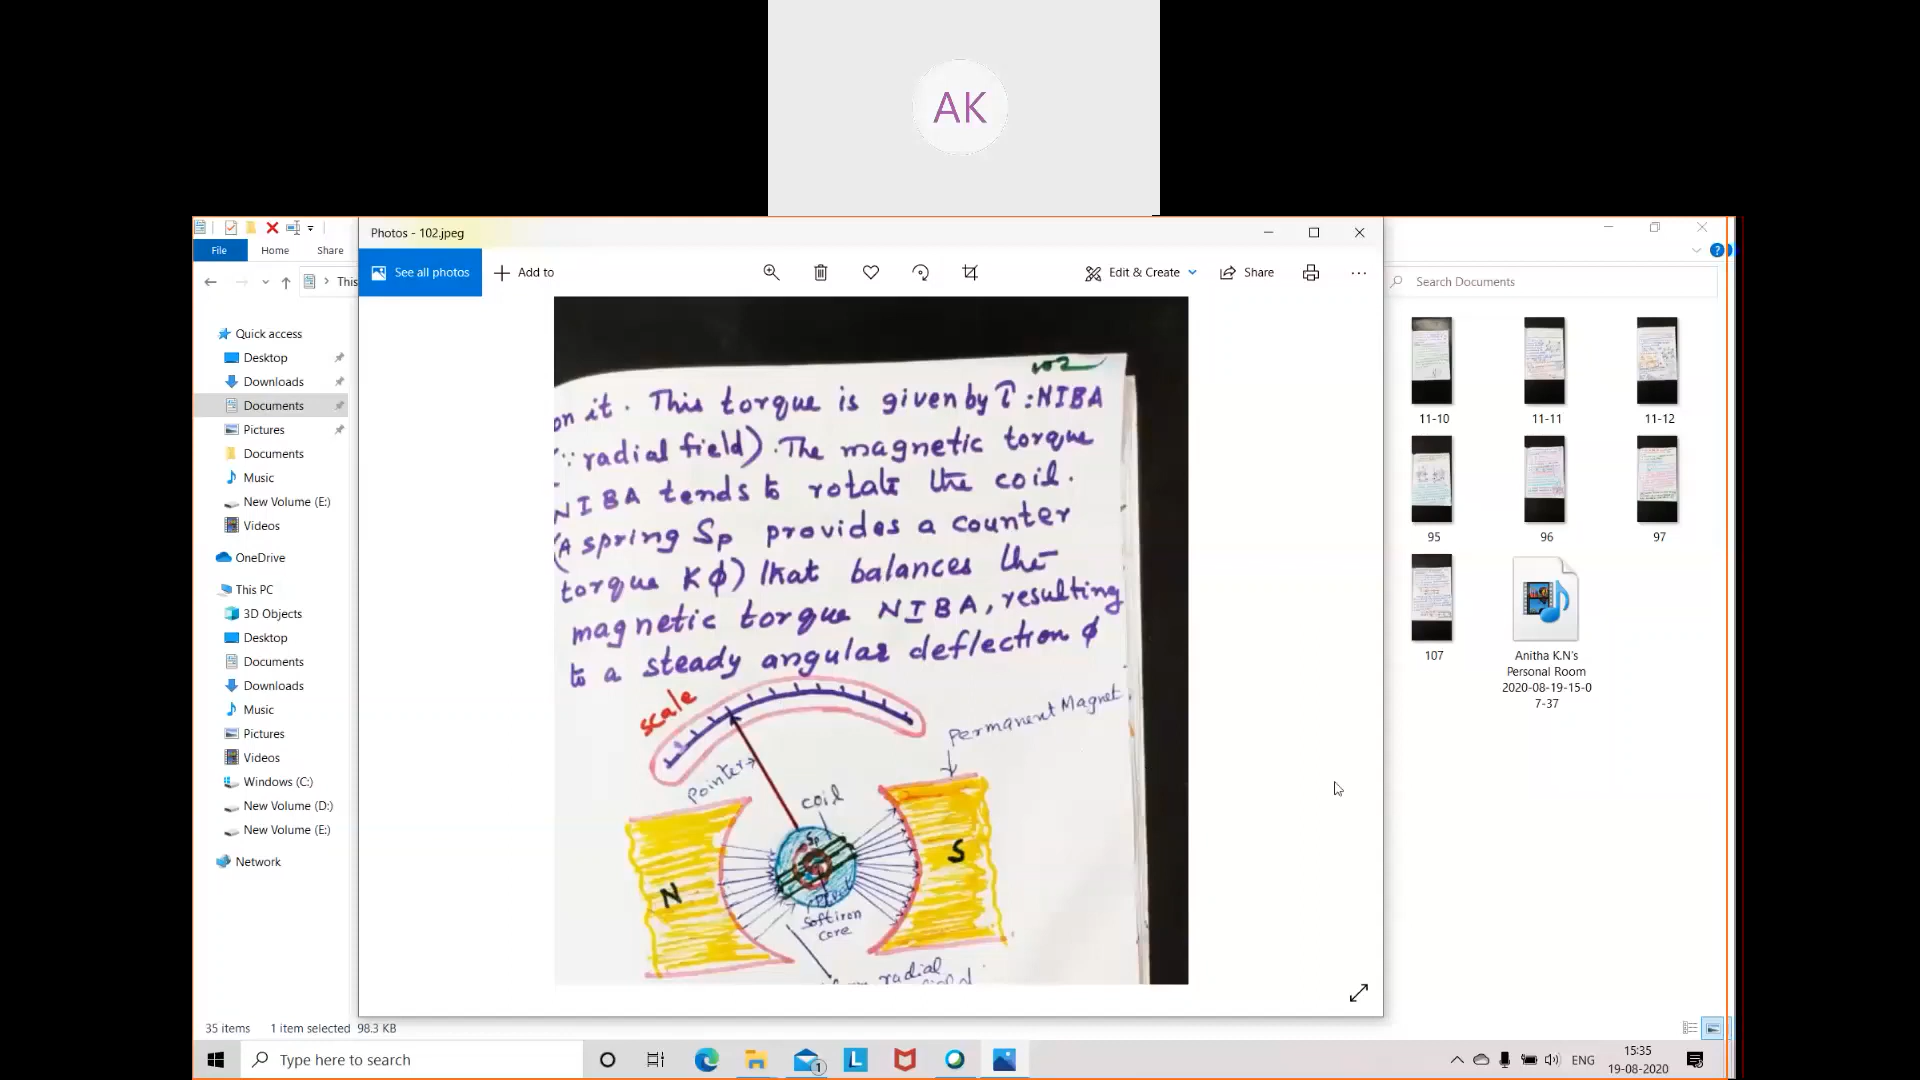 AK
Photos - 102.jpeg
File
Home
Share
See all photos
Add to
Edit & Create
Share
This
Search Documents
Quick access
Desktop
Downloads
Documents
Pictures
Documents
Music
New Volume (E:)
Videos
OneDrive
This PC
3D Objects
Desktop
Documents
Downloads
Music
Pictures
Videos
Windows (C:)
New Volume (D:)
New Volume (E:)
Network
102
on it. This torque is given by τ : NIBA
(∵ radial field). The magnetic torque
NIBA tends to rotate the coil.
(A spring Sp provides a counter
torque Kϕ) that balances the
magnetic torque NIBA, resulting
to a steady angular deflection ϕ
scale
Permanent Magnet
Pointer
coil
Sp
N
S
Soft iron
core
radial
11-10
11-11
11-12
95
96
97
107
Anitha K.N's
Personal Room
2020-08-19-15-0
7-37
35 items
1 item selected 98.3 KB
Type here to search
1
L
ENG
15:35
19-08-2020